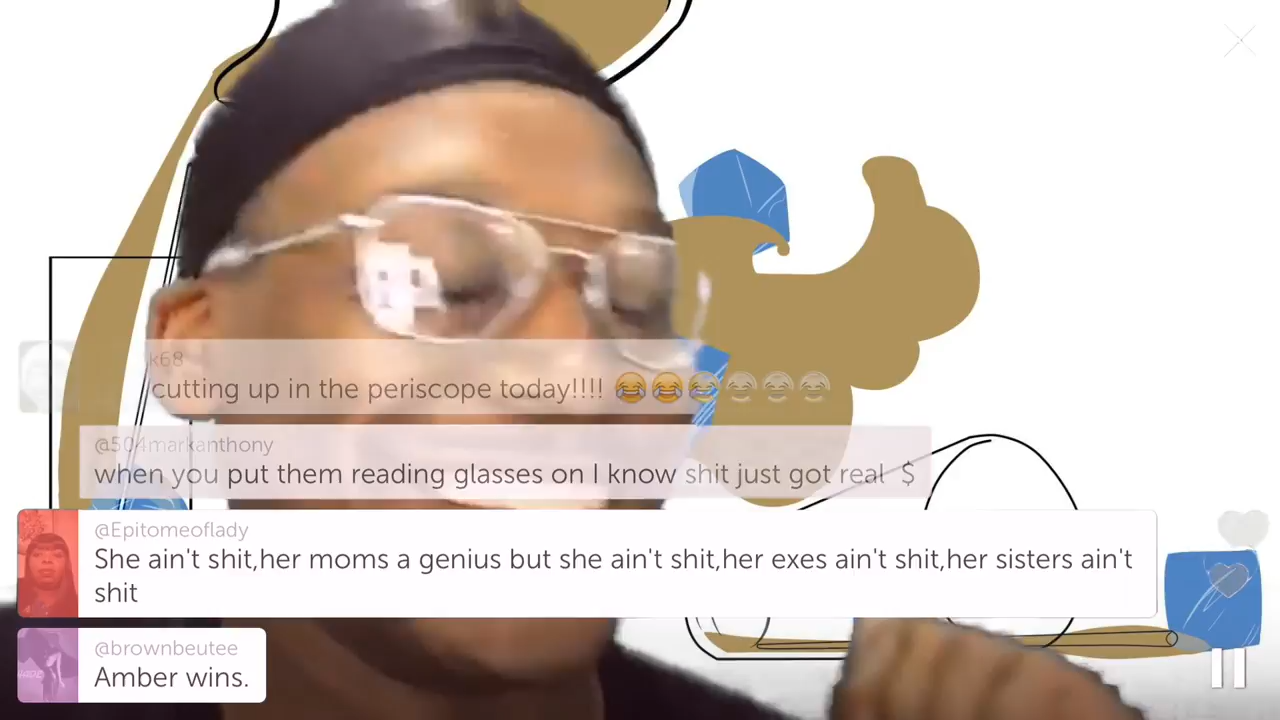 k68
cutting up in the periscope today!!!! 😂😂😂😂😂😂
@504markanthony
when you put them reading glasses on I know shit just got real $
@Epitomeoflady
She ain't shit,her moms a genius but she ain't shit,her exes ain't shit,her sisters ain't
shit
@brownbeutee
Amber wins.